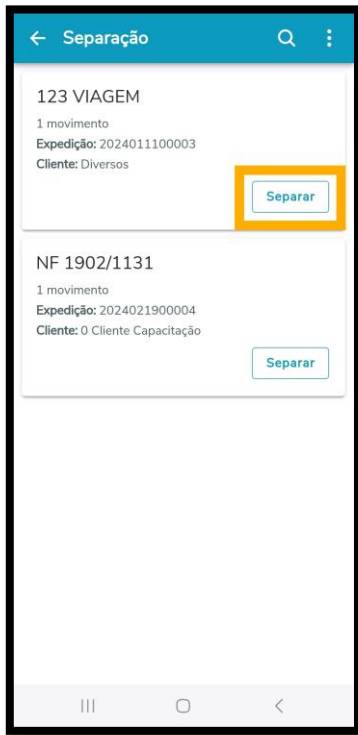 Separação
123 VIAGEM
1 movimento
Expedição: 2024011100003
Cliente: Diversos
Separar
NF 1902/1131
1 movimento
Expedição: 2024021900004
Cliente: 0 Cliente Capacitação
Separar